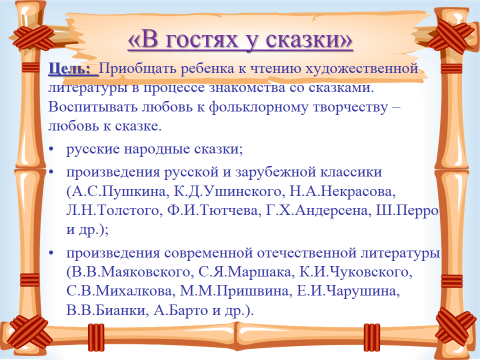 «В гостях у сказки»
Цель: Приобщать ребенка к чтению художественной
литературы в процессе знакомства со сказками.
Воспитывать любовь к фольклорному творчеству –
любовь к сказке.
• русские народные сказки;
• произведения русской и зарубежной классики
(А.С.Пушкина, К.Д.Ушинского, Н.А.Некрасова,
Л.Н.Толстого, Ф.И.Тютчева, Г.Х.Андерсена, Ш.Перро
и др.);
• произведения современной отечественной литературы
(В.В.Маяковского, С.Я.Маршака, К.И.Чуковского,
С.В.Михалкова, М.М.Пришвина, Е.И.Чарушина,
В.В.Бианки, А.Барто и др.).